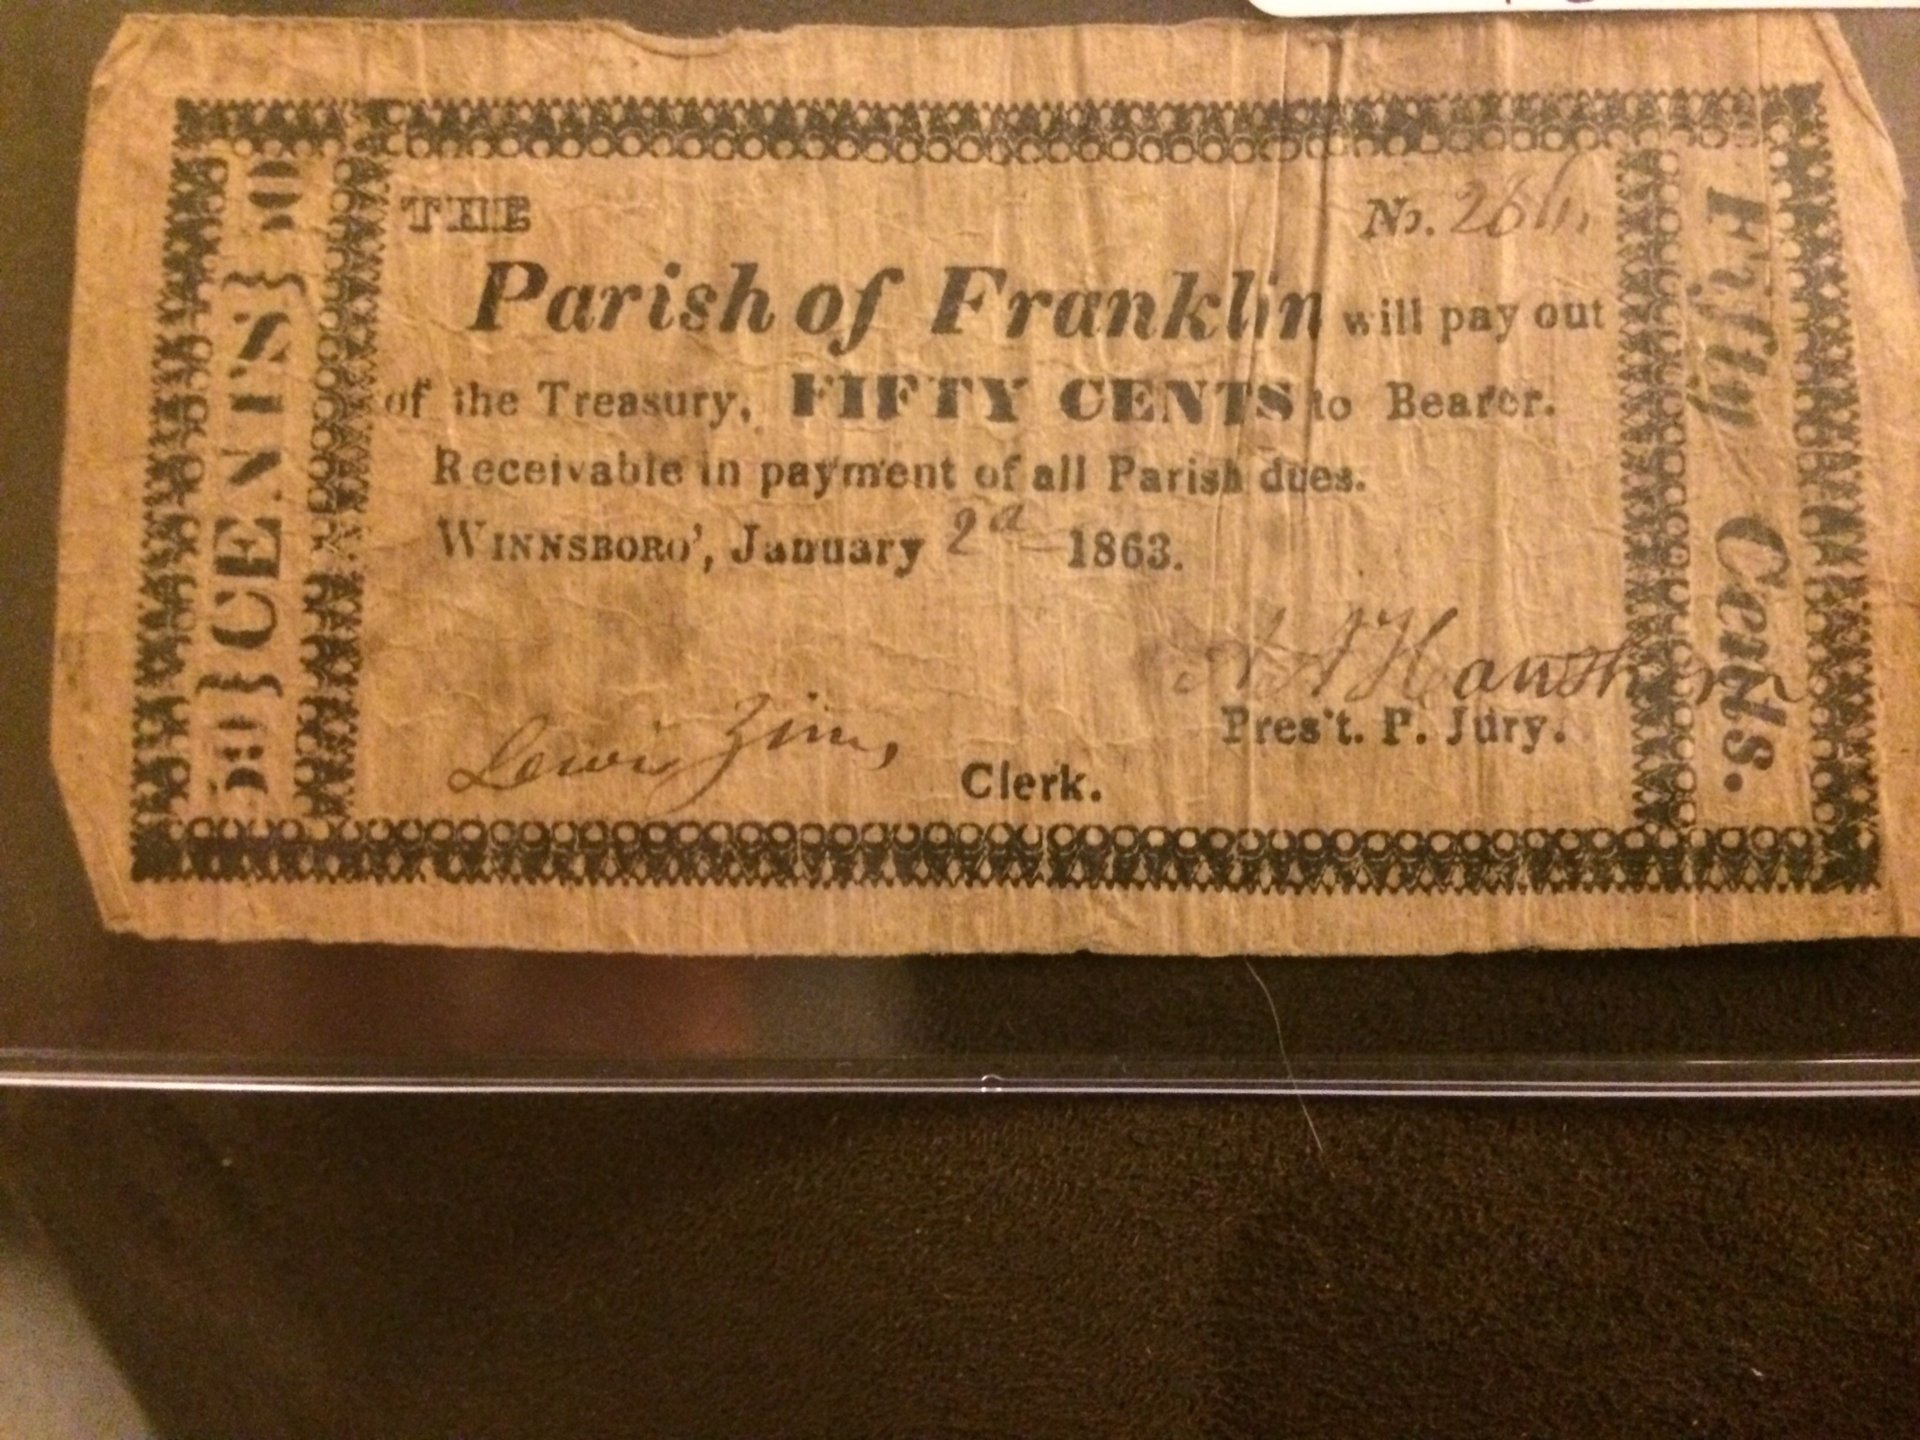 50 } CENTS } 50
THE
No.
Parish of Franklin will pay out
of the Treasury, FIFTY CENTS to Bearer.
Receivable in payment of all Parish dues.
WINNSBORO', January 2d 1863.
Pres't. P. Jury.
Lewis
Clerk.
Fifty Cents.